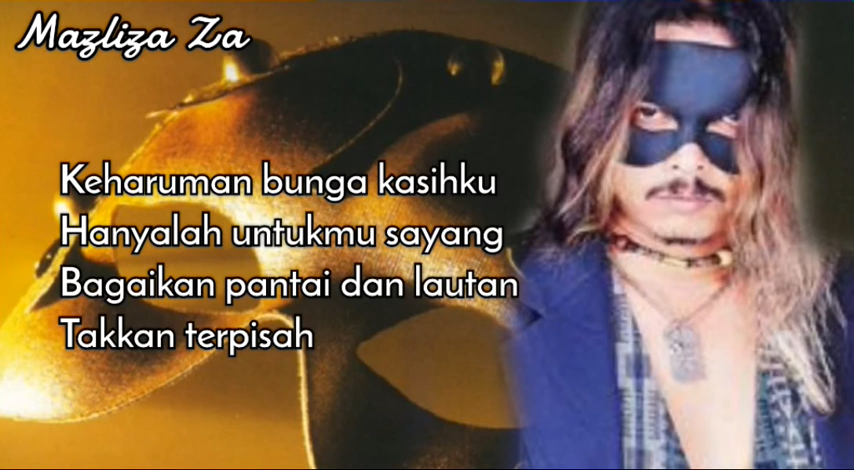 Mazliza Za
Keharuman bunga kasihku
Hanyalah untukmu sayang
Bagaikan pantai dan lautan
Takkan terpisah